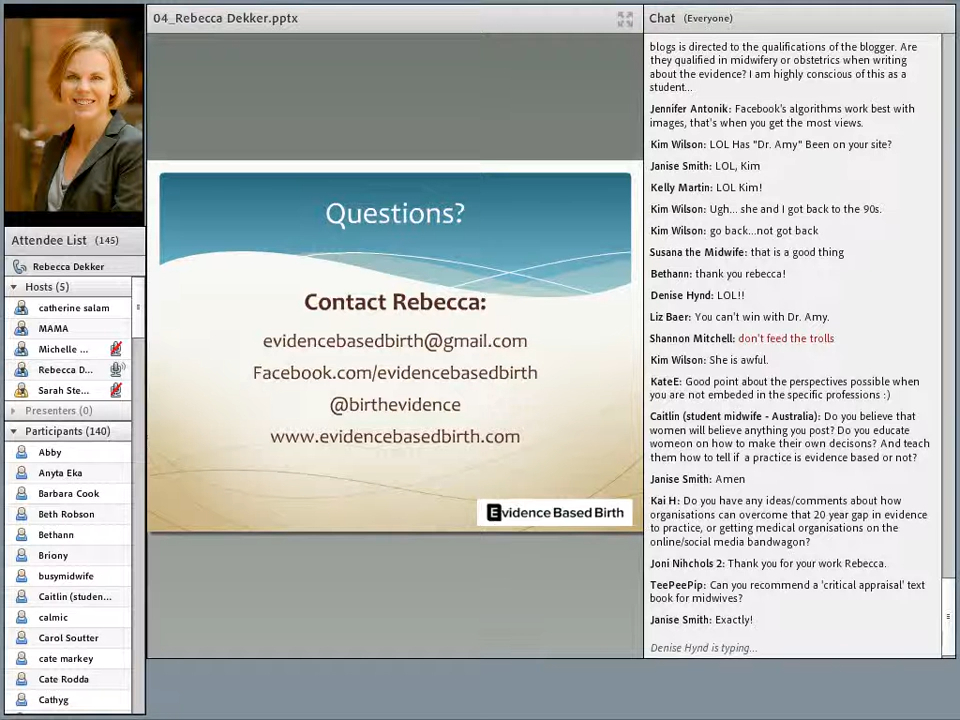 04_Rebecca Dekker.pptx
Attendee List (145)
Rebecca Dekker
Hosts (5)
catherine salam
MAMA
Michelle ...
Rebecca D...
Sarah Ste...
Presenters (0)
Participants (140)
Abby
Anyta Eka
Barbara Cook
Beth Robson
Bethann
Briony
busymidwife
Caitlin (studen...
calmic
Carol Soutter
cate markey
Cate Rodda
Cathyg
Questions?
Contact Rebecca:
evidencebasedbirth@gmail.com
Facebook.com/evidencebasedbirth
@birthevidence
www.evidencebasedbirth.com
Evidence Based Birth
Chat (Everyone)
blogs is directed to the qualifications of the blogger. Are
they qualified in midwifery or obstetrics when writing
about the evidence? I am highly conscious of this as a
student...
Jennifer Antonik: Facebook's algorithms work best with
images, that's when you get the most views.
Kim Wilson: LOL Has "Dr. Amy" Been on your site?
Janise Smith: LOL, Kim
Kelly Martin: LOL Kim!
Kim Wilson: Ugh... she and I got back to the 90s.
Kim Wilson: go back...not got back
Susana the Midwife: that is a good thing
Bethann: thank you rebecca!
Denise Hynd: LOL!!
Liz Baer: You can't win with Dr. Amy.
Shannon Mitchell: don't feed the trolls
Kim Wilson: She is awful.
KateE: Good point about the perspectives possible when
you are not embeded in the specific professions :)
Caitlin (student midwife - Australia): Do you believe that
women will believe anything you post? Do you educate
womeon on how to make their own decisions? And teach
them how to tell if a practice is evidence based or not?
Janise Smith: Amen
Kai H: Do you have any ideas/comments about how
organisations can overcome that 20 year gap in evidence
to practice, or getting medical organisations on the
online/social media bandwagon?
Joni Nihchols 2: Thank you for your work Rebecca.
TeePeePip: Can you recommend a 'critical appraisal' text
book for midwives?
Janise Smith: Exactly!
Denise Hynd is typing...